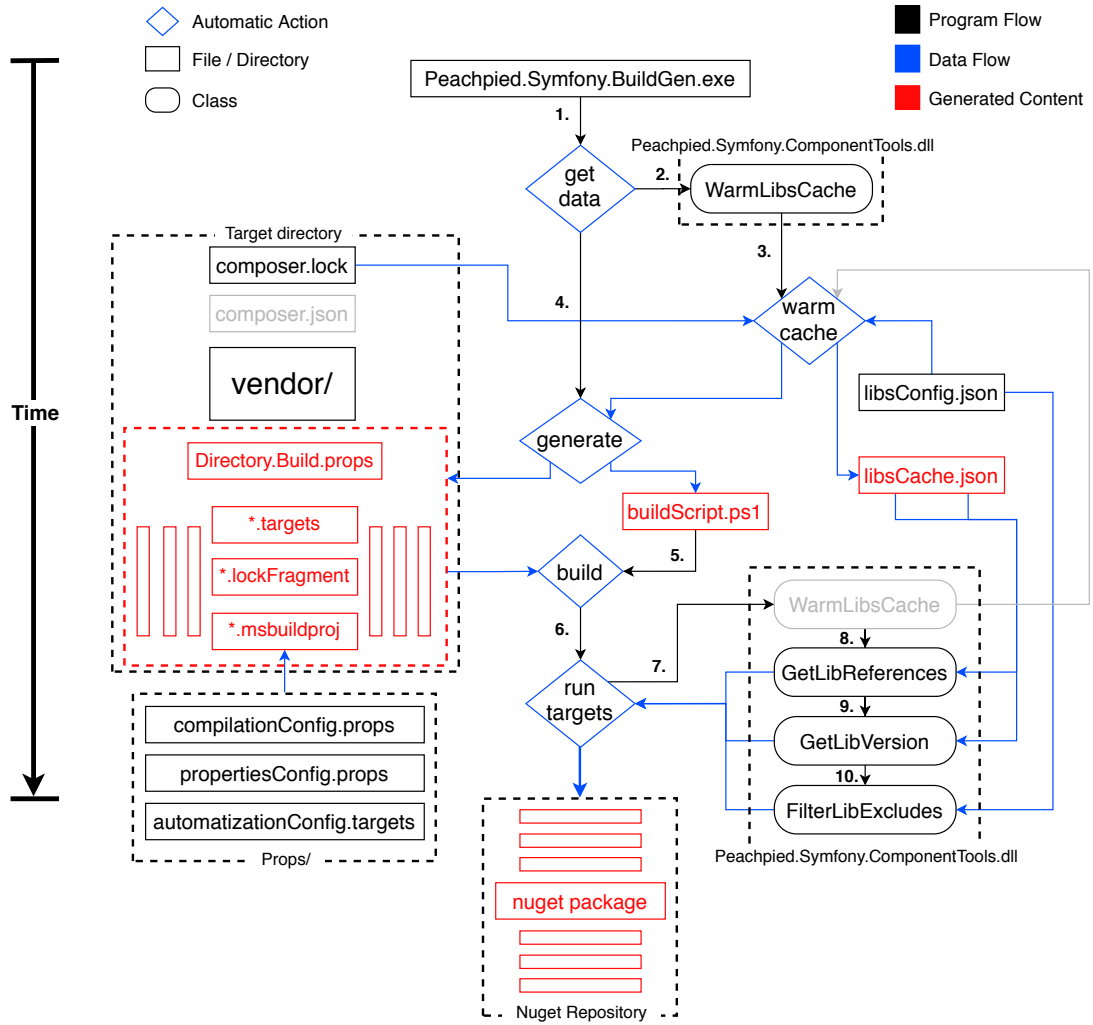 Automatic Action
File / Directory
Class
Program Flow
Data Flow
Generated Content
Time
Peachpied.Symfony.BuildGen.exe
1.
get
data
2.
Peachpied.Symfony.ComponentTools.dll
WarmLibsCache
3.
Target directory
composer.lock
composer.json
vendor/
4.
warm
cache
libsConfig.json
generate
Directory.Build.props
libsCache.json
buildScript.ps1
*.targets
*.lockFragment
*.msbuildproj
5.
build
6.
7.
WarmLibsCache
8.
GetLibReferences
9.
GetLibVersion
10.
FilterLibExcludes
Peachpied.Symfony.ComponentTools.dll
run
targets
compilationConfig.props
propertiesConfig.props
automatizationConfig.targets
Props/
nuget package
Nuget Repository